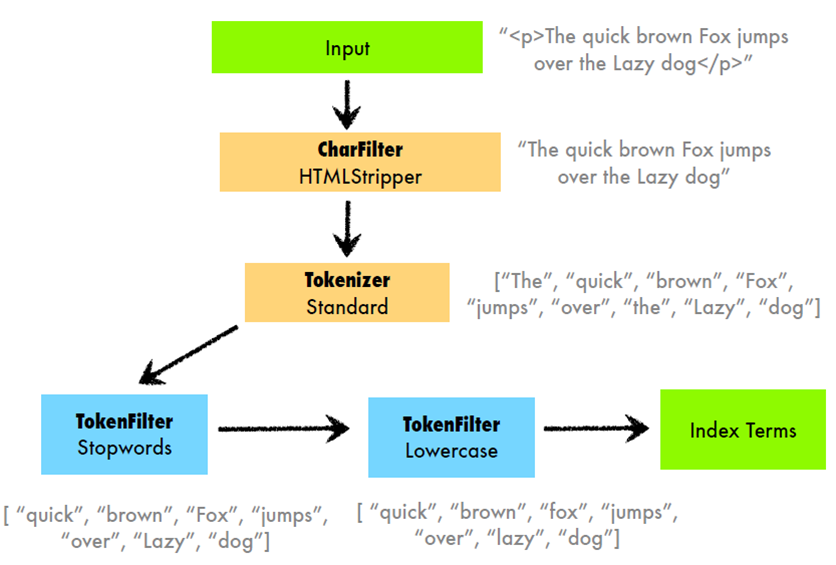 Input
“<p>The quick brown Fox jumps
over the Lazy dog</p>”
CharFilter
HTMLStripper
“The quick brown Fox jumps
over the Lazy dog”
Tokenizer
Standard
[“The”, “quick”, “brown”, “Fox”,
“jumps”, “over”, “the”, “Lazy”, “dog”]
TokenFilter
Stopwords
TokenFilter
Lowercase
Index Terms
[ “quick”, “brown”, “Fox”, “jumps”,
“over”, “Lazy”, “dog”]
[ “quick”, “brown”, “fox”, “jumps”,
“over”, “lazy”, “dog”]